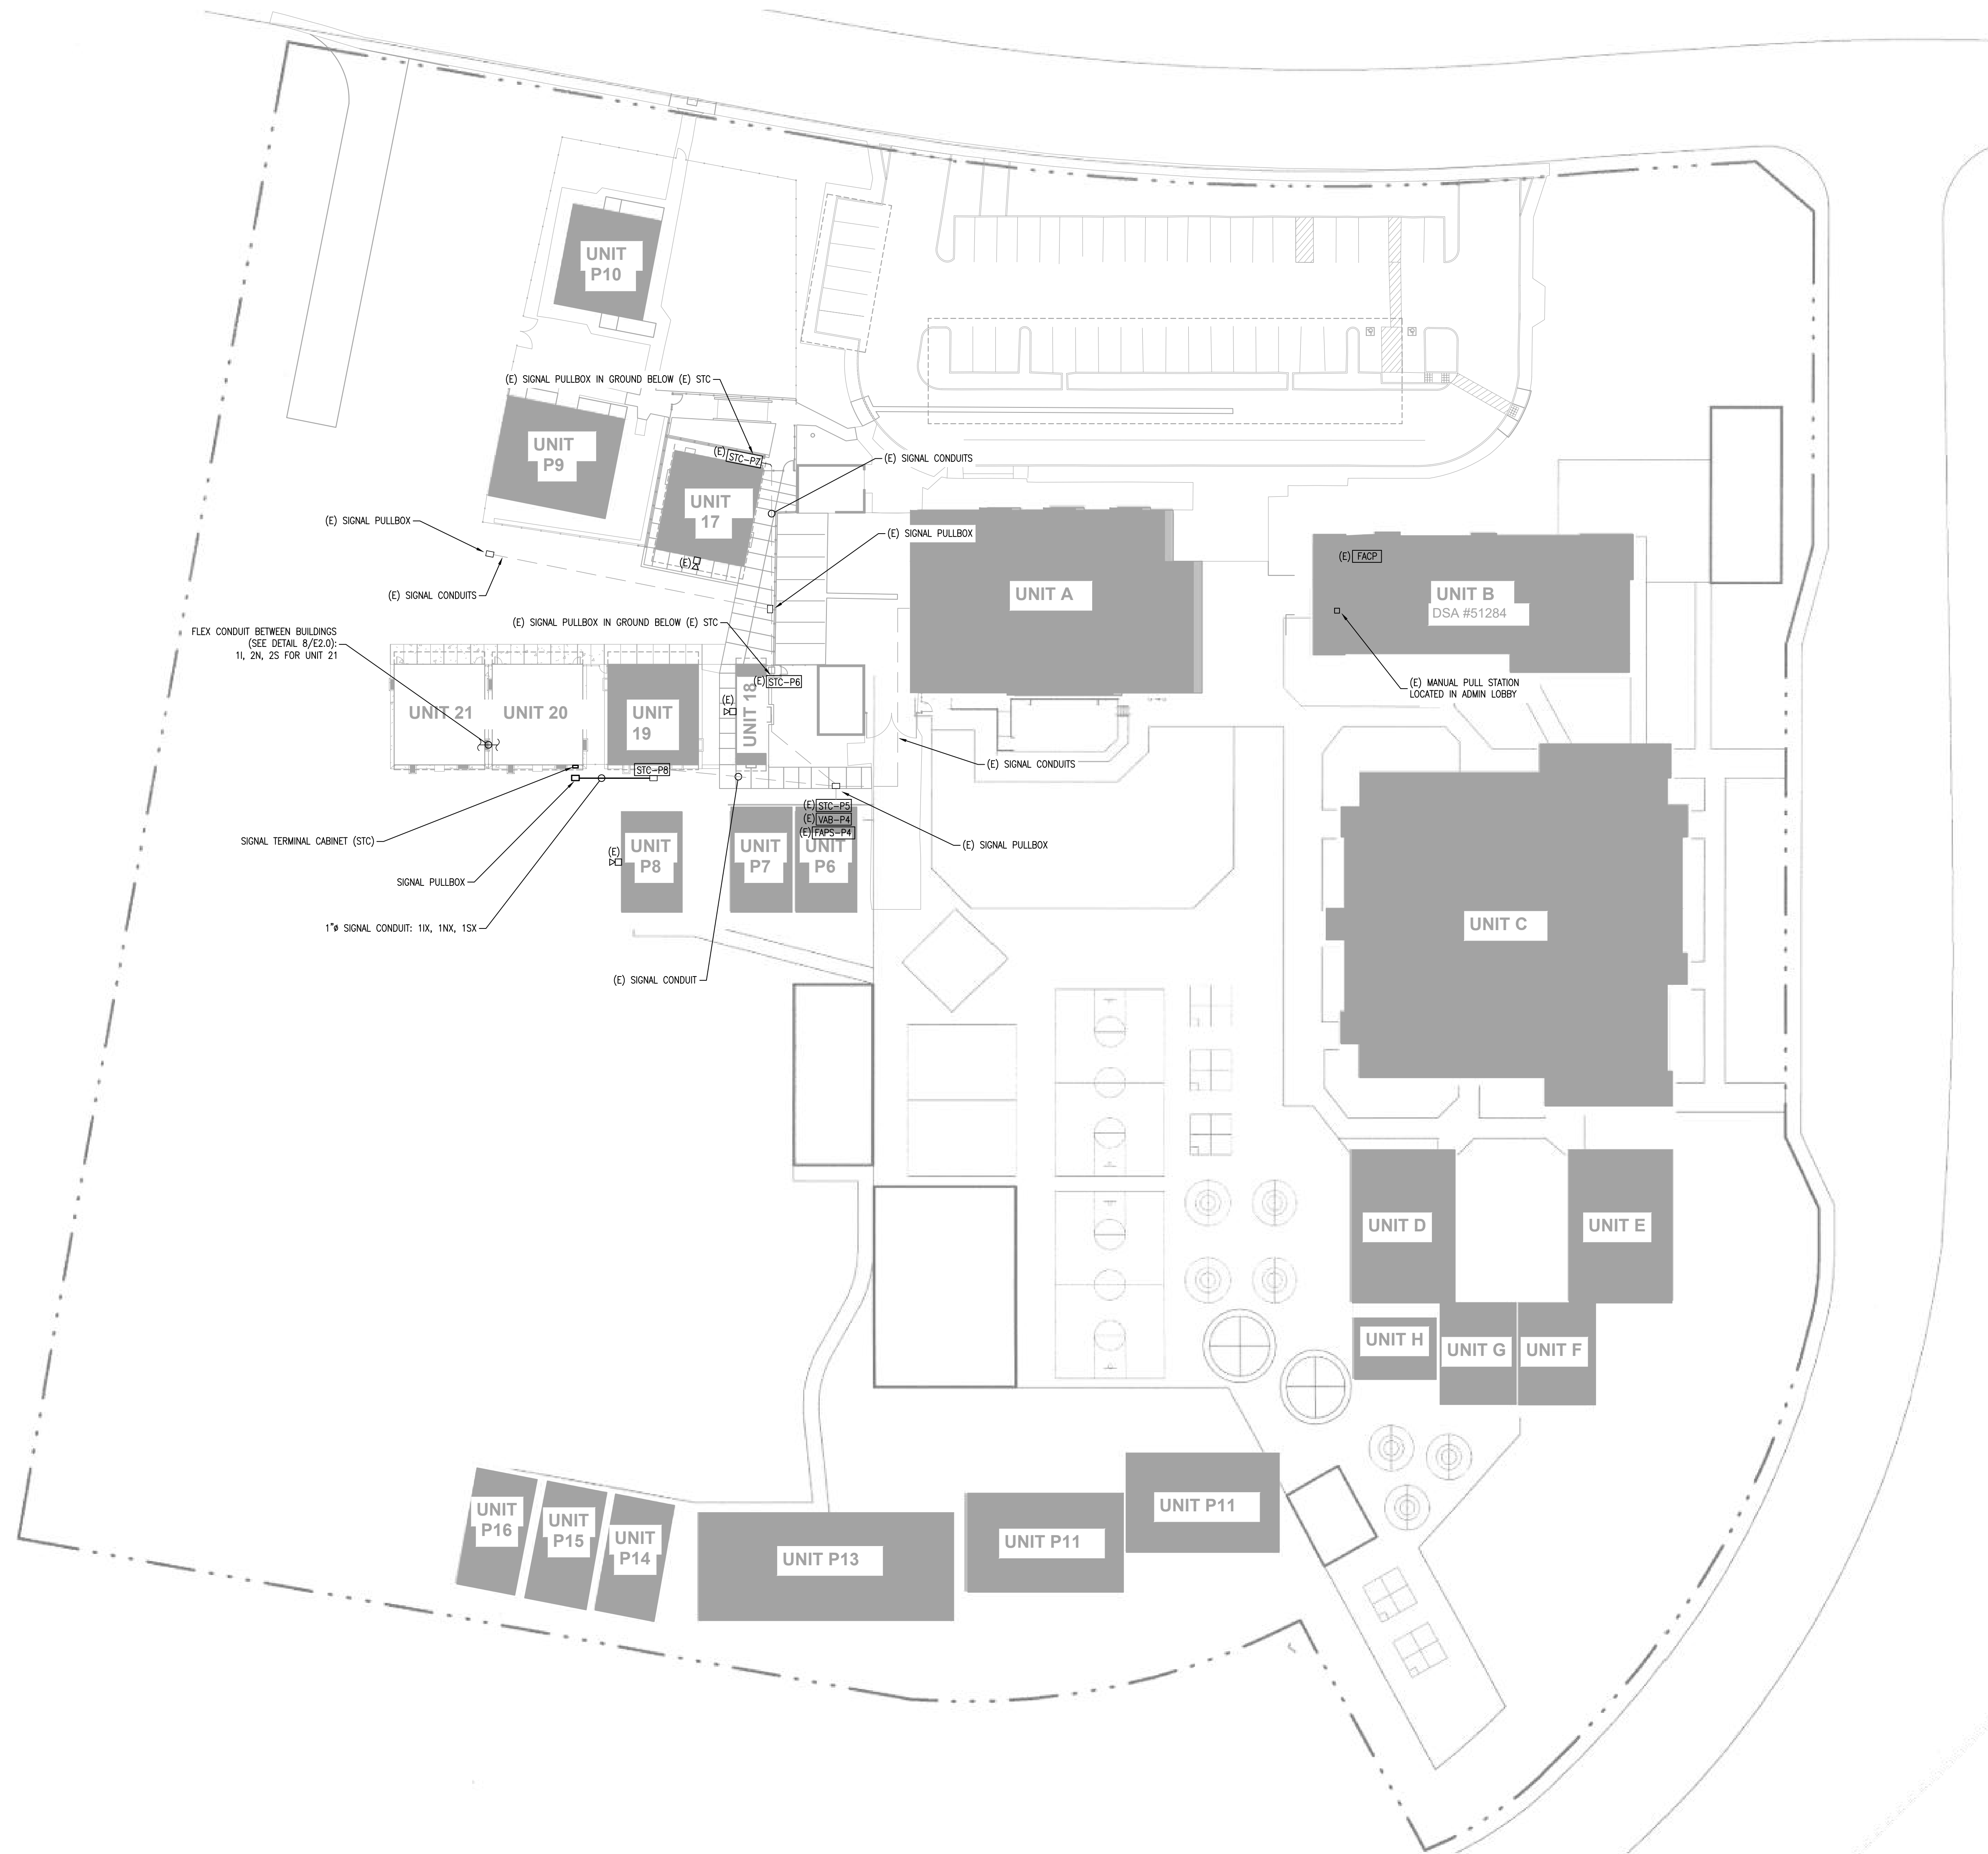 UNIT
P10
(E) SIGNAL PULLBOX IN GROUND BELOW (E) STC
UNIT
P9
(E) STC-P7
(E) SIGNAL CONDUITS
UNIT
17
(E) SIGNAL PULLBOX
(E) SIGNAL PULLBOX
(E)
(E) FACP
(E) SIGNAL CONDUITS
UNIT A
UNIT B
DSA #51284
(E) SIGNAL PULLBOX IN GROUND BELOW (E) STC
FLEX CONDUIT BETWEEN BUILDINGS
(SEE DETAIL 8/E2.0):
1I, 2N, 2S FOR UNIT 21
(E) STC-P6
(E) MANUAL PULL STATION
LOCATED IN ADMIN LOBBY
(E)
UNIT 21
UNIT 20
UNIT
19
UNIT 18
(E) SIGNAL CONDUITS
STC-P8
(E) STC-P5
(E) VAB-P4
(E) FAPS-P4
SIGNAL TERMINAL CABINET (STC)
(E) SIGNAL PULLBOX
(E)
UNIT
P8
UNIT
P7
UNIT
P6
SIGNAL PULLBOX
1"ø SIGNAL CONDUIT: 1IX, 1NX, 1SX
UNIT C
(E) SIGNAL CONDUIT
UNIT D
UNIT E
UNIT H
UNIT G
UNIT F
UNIT
P16
UNIT
P15
UNIT
P14
UNIT P13
UNIT P11
UNIT P11